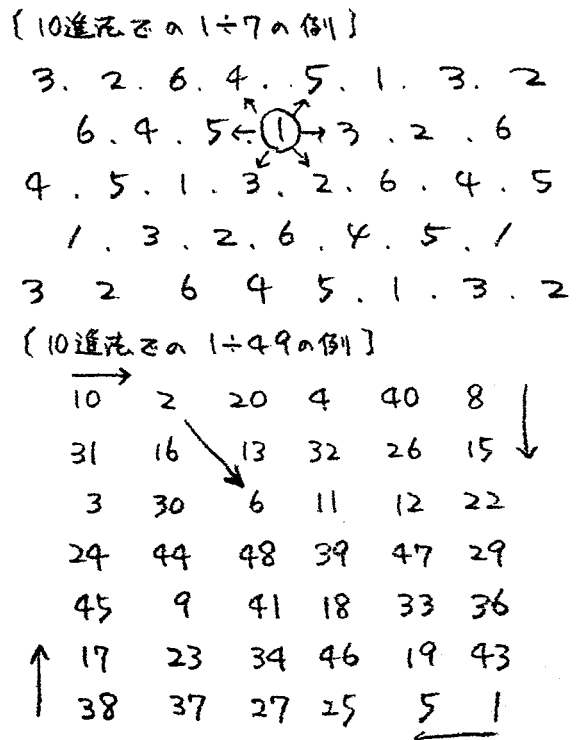 [10進法での1÷7の例]
3. 2. 6. 4. . 5. 1. 3. 2
6. 4. 5←①→3. 2. 6
4. 5. 1. 3. 2. 6. 4. 5
1. 3. 2. 6. 4. 5. 1
3 2 6 4 5. 1. 3. 2
[10進法での 1÷49の例]
10 2 20 4 40 8
31 16 13 32 26 15
3 30 6 11 12 22
24 44 48 39 47 29
45 9 41 18 33 36
17 23 34 46 19 43
38 37 27 25 5 1